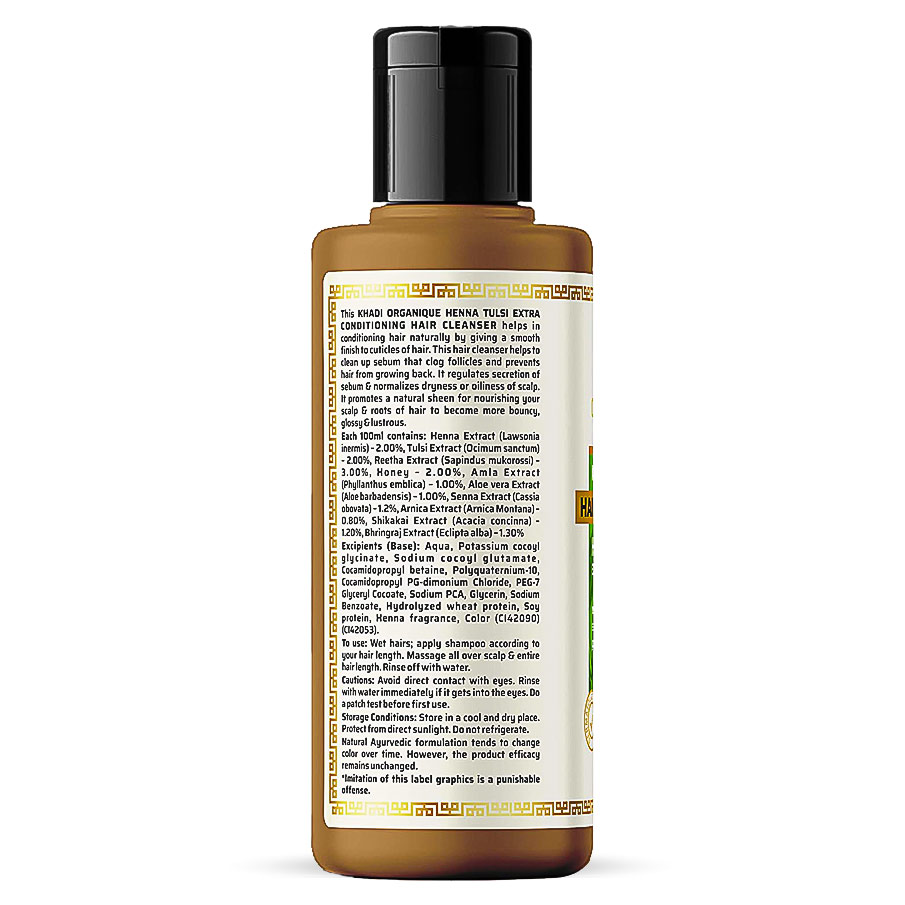 This KHADI ORGANIQUE HENNA TULSI EXTRA
CONDITIONING HAIR CLEANSER helps in
conditioning hair naturally by giving a smooth
finish to cuticles of hair. This hair cleanser helps to
clean up sebum that clog follicles and prevents
hair from growing back. It regulates secretion of
sebum & normalizes dryness or oiliness of scalp.
It promotes a natural sheen for nourishing your
scalp & roots of hair to become more bouncy,
glossy & lustrous.
Each 100ml contains: Henna Extract (Lawsonia
inermis) - 2.00%, Tulsi Extract (Ocimum sanctum)
- 2.00%, Reetha Extract (Sapindus mukorossi) -
3.00%, Honey - 2.00%, Amla Extract
(Phyllanthus emblica) - 1.00%, Aloe vera Extract
(Aloe barbadensis) - 1.00%, Senna Extract (Cassia
obovata) - 1.2%, Arnica Extract (Arnica Montana) -
0.80%, Shikakai Extract (Acacia concinna) -
1.20%, Bhringraj Extract (Eclipta alba) - 1.30%
Excipients (Base): Aqua, Potassium cocoyl
glycinate, Sodium cocoyl glutamate,
Cocamidopropyl betaine, Polyquaternium-10,
Cocamidopropyl PG-dimonium Chloride, PEG-7
Glyceryl Cocoate, Sodium PCA, Glycerin, Sodium
Benzoate, Hydrolyzed wheat protein, Soy
protein, Henna fragrance, Color (CI42090)
(CI42053).
To use: Wet hairs; apply shampoo according to
your hair length. Massage all over scalp & entire
hair length. Rinse off with water.
Cautions: Avoid direct contact with eyes. Rinse
with water immediately if it gets into the eyes. Do
a patch test before first use.
Storage Conditions: Store in a cool and dry place.
Protect from direct sunlight. Do not refrigerate.
Natural Ayurvedic formulation tends to change
color over time. However, the product efficacy
remains unchanged.
*Imitation of this label graphics is a punishable
offense.
HA